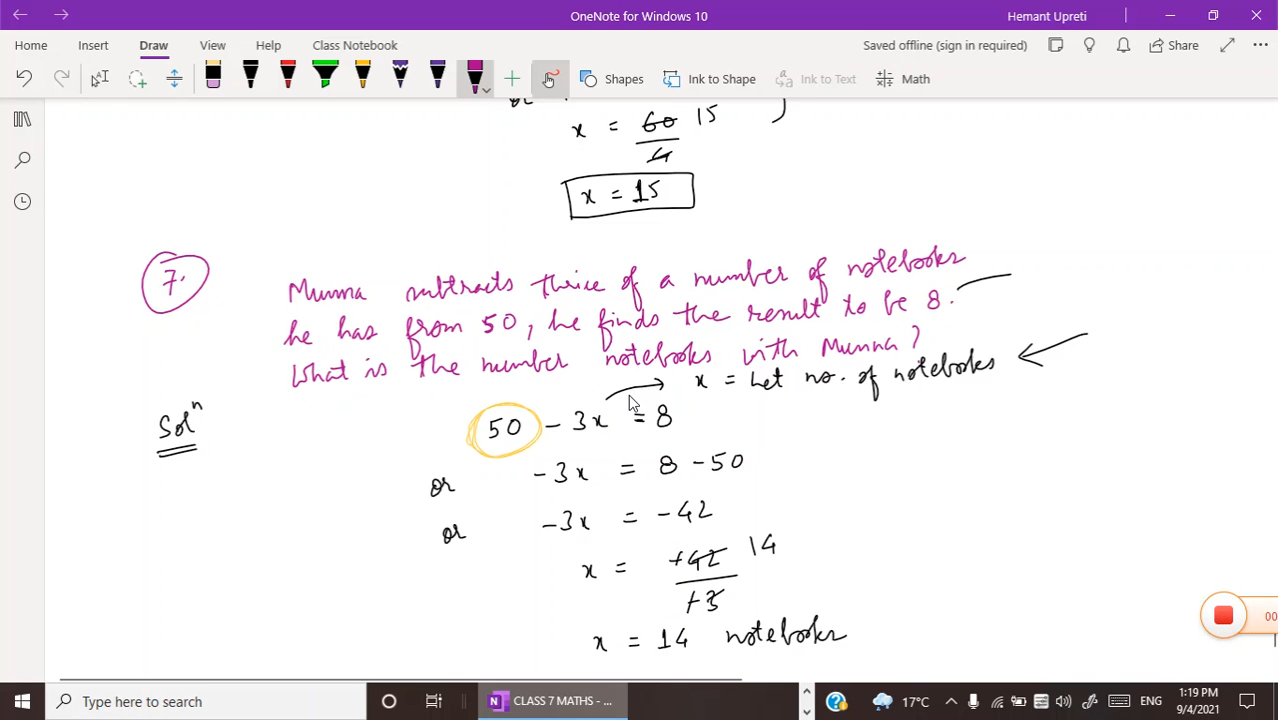 OneNote for Windows 10
Hemant Upreti
Home Insert Draw View Help Class Notebook
Saved offline (sign in required) Share
Shapes Ink to Shape Ink to Text Math
or
x = 60 15
4
x = 15
7.
Munna subtracts thrice of a number of notebooks
he has from 50, he finds the result to be 8.
What is the number notebooks with Munna?
x = Let no. of notebooks
Solⁿ
50 - 3x = 8
or -3x = 8 - 50
or -3x = -42
x = +42 14
+3
x = 14 notebooks
00
Type here to search
CLASS 7 MATHS - ...
17°C
ENG
1:19 PM
9/4/2021